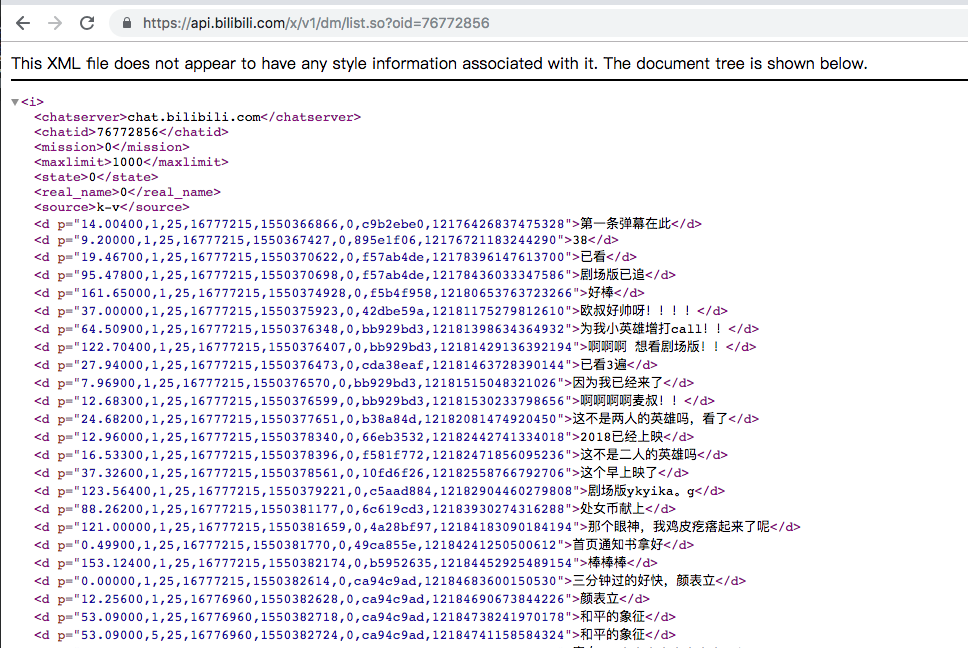 https://api.bilibili.com/x/v1/dm/list.so?oid=76772856
This XML file does not appear to have any style information associated with it. The document tree is shown below.
▼<i>
<chatserver>chat.bilibili.com</chatserver>
<chatid>76772856</chatid>
<mission>0</mission>
<maxlimit>1000</maxlimit>
<state>0</state>
<real_name>0</real_name>
<source>k-v</source>
<d p="14.00400,1,25,16777215,1550366866,0,c9b2ebe0,12176426837475328">第一条弹幕在此</d>
<d p="9.20000,1,25,16777215,1550367427,0,895e1f06,12176721183244290">38</d>
<d p="19.46700,1,25,16777215,1550370622,0,f57ab4de,12178396147613700">已看</d>
<d p="95.47800,1,25,16777215,1550370698,0,f57ab4de,12178436033347586">剧场版已追</d>
<d p="161.65000,1,25,16777215,1550374928,0,f5b4f958,12180653763723266">好棒</d>
<d p="37.00000,1,25,16777215,1550375923,0,42dbe59a,12181175279812610">欧叔好帅呀！！！！</d>
<d p="64.50900,1,25,16777215,1550376348,0,bb929bd3,12181398634364932">为我小英雄增打call！！</d>
<d p="122.70400,1,25,16777215,1550376407,0,bb929bd3,12181429136392194">啊啊啊 想看剧场版！！</d>
<d p="27.94000,1,25,16777215,1550376473,0,cda38eaf,12181463728390144">已看3遍</d>
<d p="7.96900,1,25,16777215,1550376570,0,bb929bd3,12181515048321026">因为我已经来了</d>
<d p="12.68300,1,25,16777215,1550376599,0,bb929bd3,12181530233798656">啊啊啊啊麦叔！！</d>
<d p="24.68200,1,25,16777215,1550377651,0,b38a84d,12182081474920450">这不是两人的英雄吗，看了</d>
<d p="12.96000,1,25,16777215,1550378340,0,66eb3532,12182442741334018">2018已经上映</d>
<d p="16.53300,1,25,16777215,1550378396,0,f581f772,12182471856095236">这不是二人的英雄吗</d>
<d p="37.32600,1,25,16777215,1550378561,0,10fd6f26,12182558766792706">这个早上映了</d>
<d p="123.56400,1,25,16777215,1550379221,0,c5aad884,12182904460279808">剧场版ykyika。g</d>
<d p="88.26200,1,25,16777215,1550381177,0,6c619cd3,12183930274316288">处女币献上</d>
<d p="121.00000,1,25,16777215,1550381659,0,4a28bf97,12184183090184194">那个眼神，我鸡皮疙瘩起来了呢</d>
<d p="0.49900,1,25,16777215,1550381770,0,49ca855e,12184241250500612">首页通知书拿好</d>
<d p="153.12400,1,25,16777215,1550382174,0,b5952635,12184452925489154">棒棒棒</d>
<d p="0.00000,1,25,16777215,1550382614,0,ca94c9ad,12184683600150530">三分钟过的好快，颜表立</d>
<d p="12.25600,1,25,16776960,1550382628,0,ca94c9ad,12184690673844226">颜表立</d>
<d p="53.09000,1,25,16776960,1550382718,0,ca94c9ad,12184738241970178">和平的象征</d>
<d p="53.09000,5,25,16776960,1550382724,0,ca94c9ad,12184741158584324">和平的象征</d>